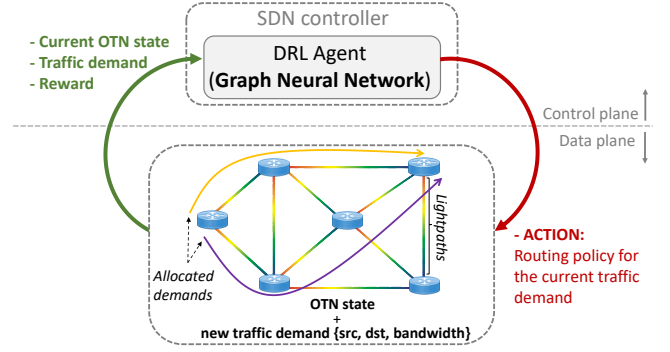 SDN controller
- Current OTN state
- Traffic demand
- Reward
DRL Agent
(Graph Neural Network)
Control plane
Data plane
Lightpaths
Allocated
demands
- ACTION:
Routing policy for
the current traffic
demand
OTN state
+
new traffic demand {src, dst, bandwidth}